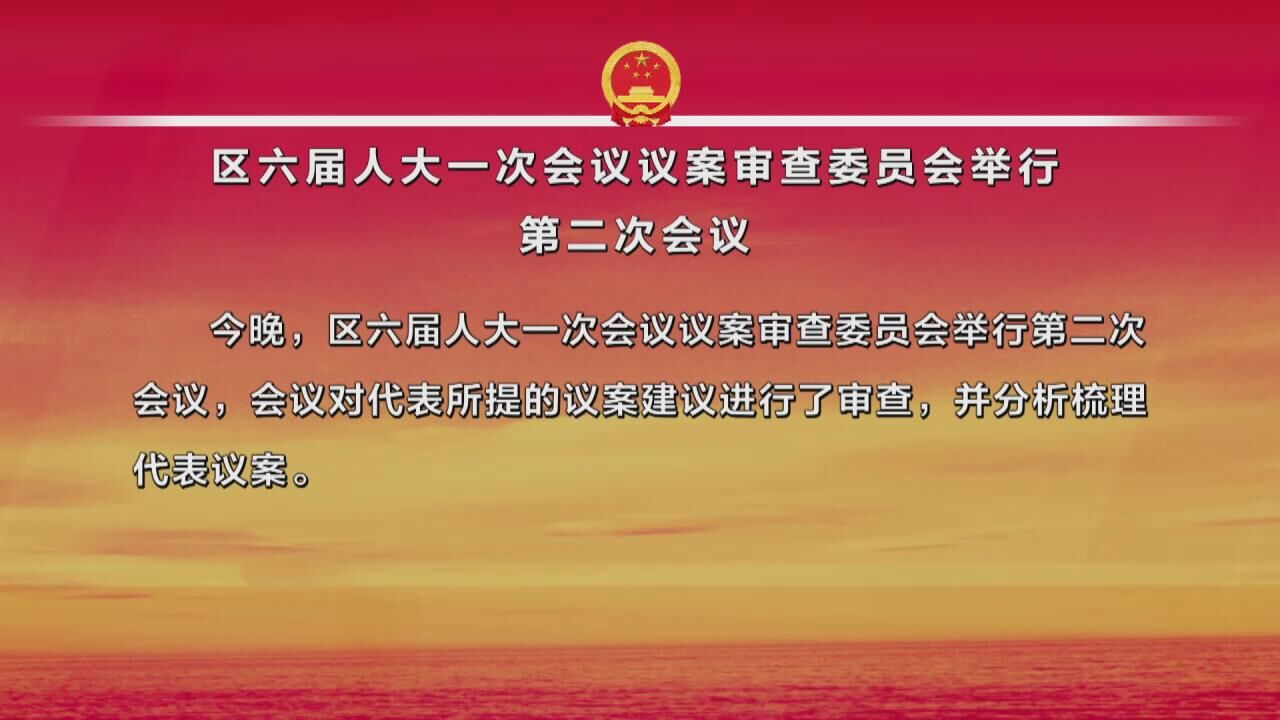 区六届人大一次会议议案审查委员会举行
第二次会议
今晚，区六届人大一次会议议案审查委员会举行第二次
会议，会议对代表所提的议案建议进行了审查，并分析梳理
代表议案。